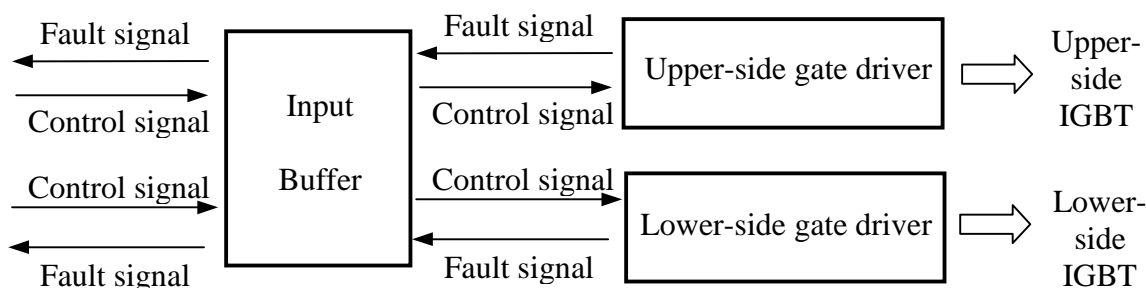 Fault signal
Control signal
Control signal
Fault signal
Input
Buffer
Fault signal
Control signal
Control signal
Fault signal
Upper-side gate driver
Lower-side gate driver
Upper-
side
IGBT
Lower-
side
IGBT